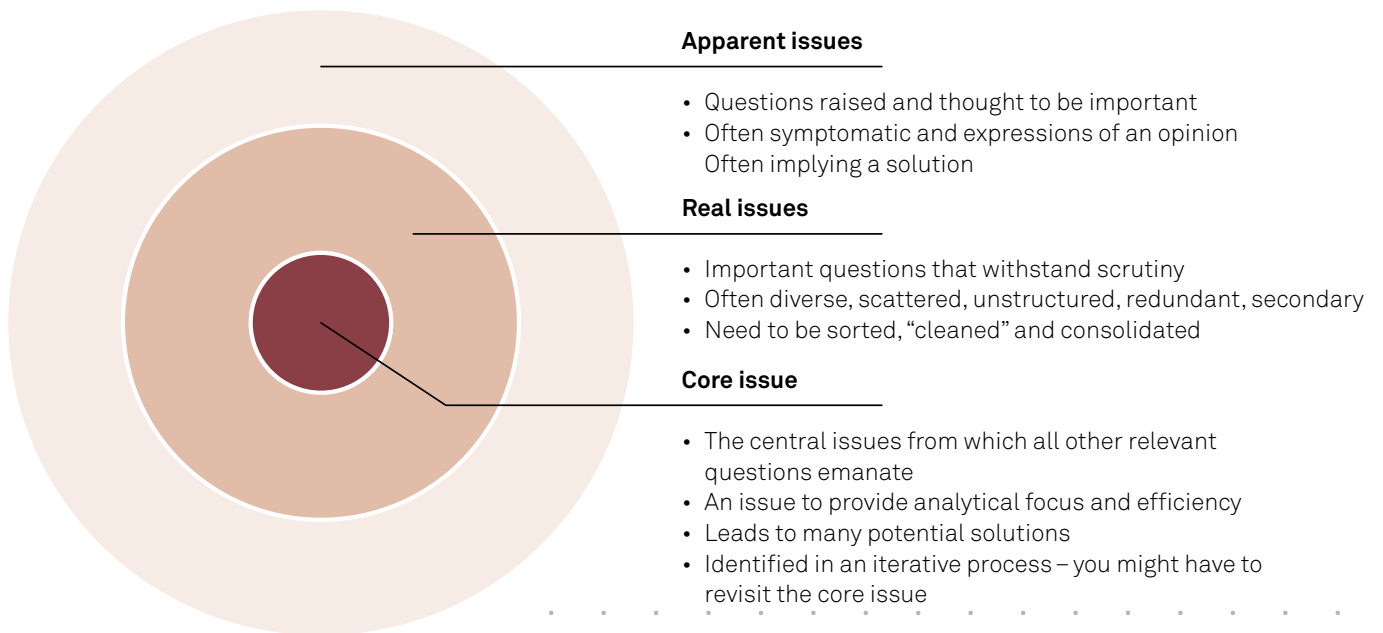 Apparent issues
• Questions raised and thought to be important
• Often symptomatic and expressions of an opinion
Often implying a solution
Real issues
• Important questions that withstand scrutiny
• Often diverse, scattered, unstructured, redundant, secondary
• Need to be sorted, “cleaned” and consolidated
Core issue
• The central issues from which all other relevant
questions emanate
• An issue to provide analytical focus and efficiency
• Leads to many potential solutions
• Identified in an iterative process – you might have to
revisit the core issue